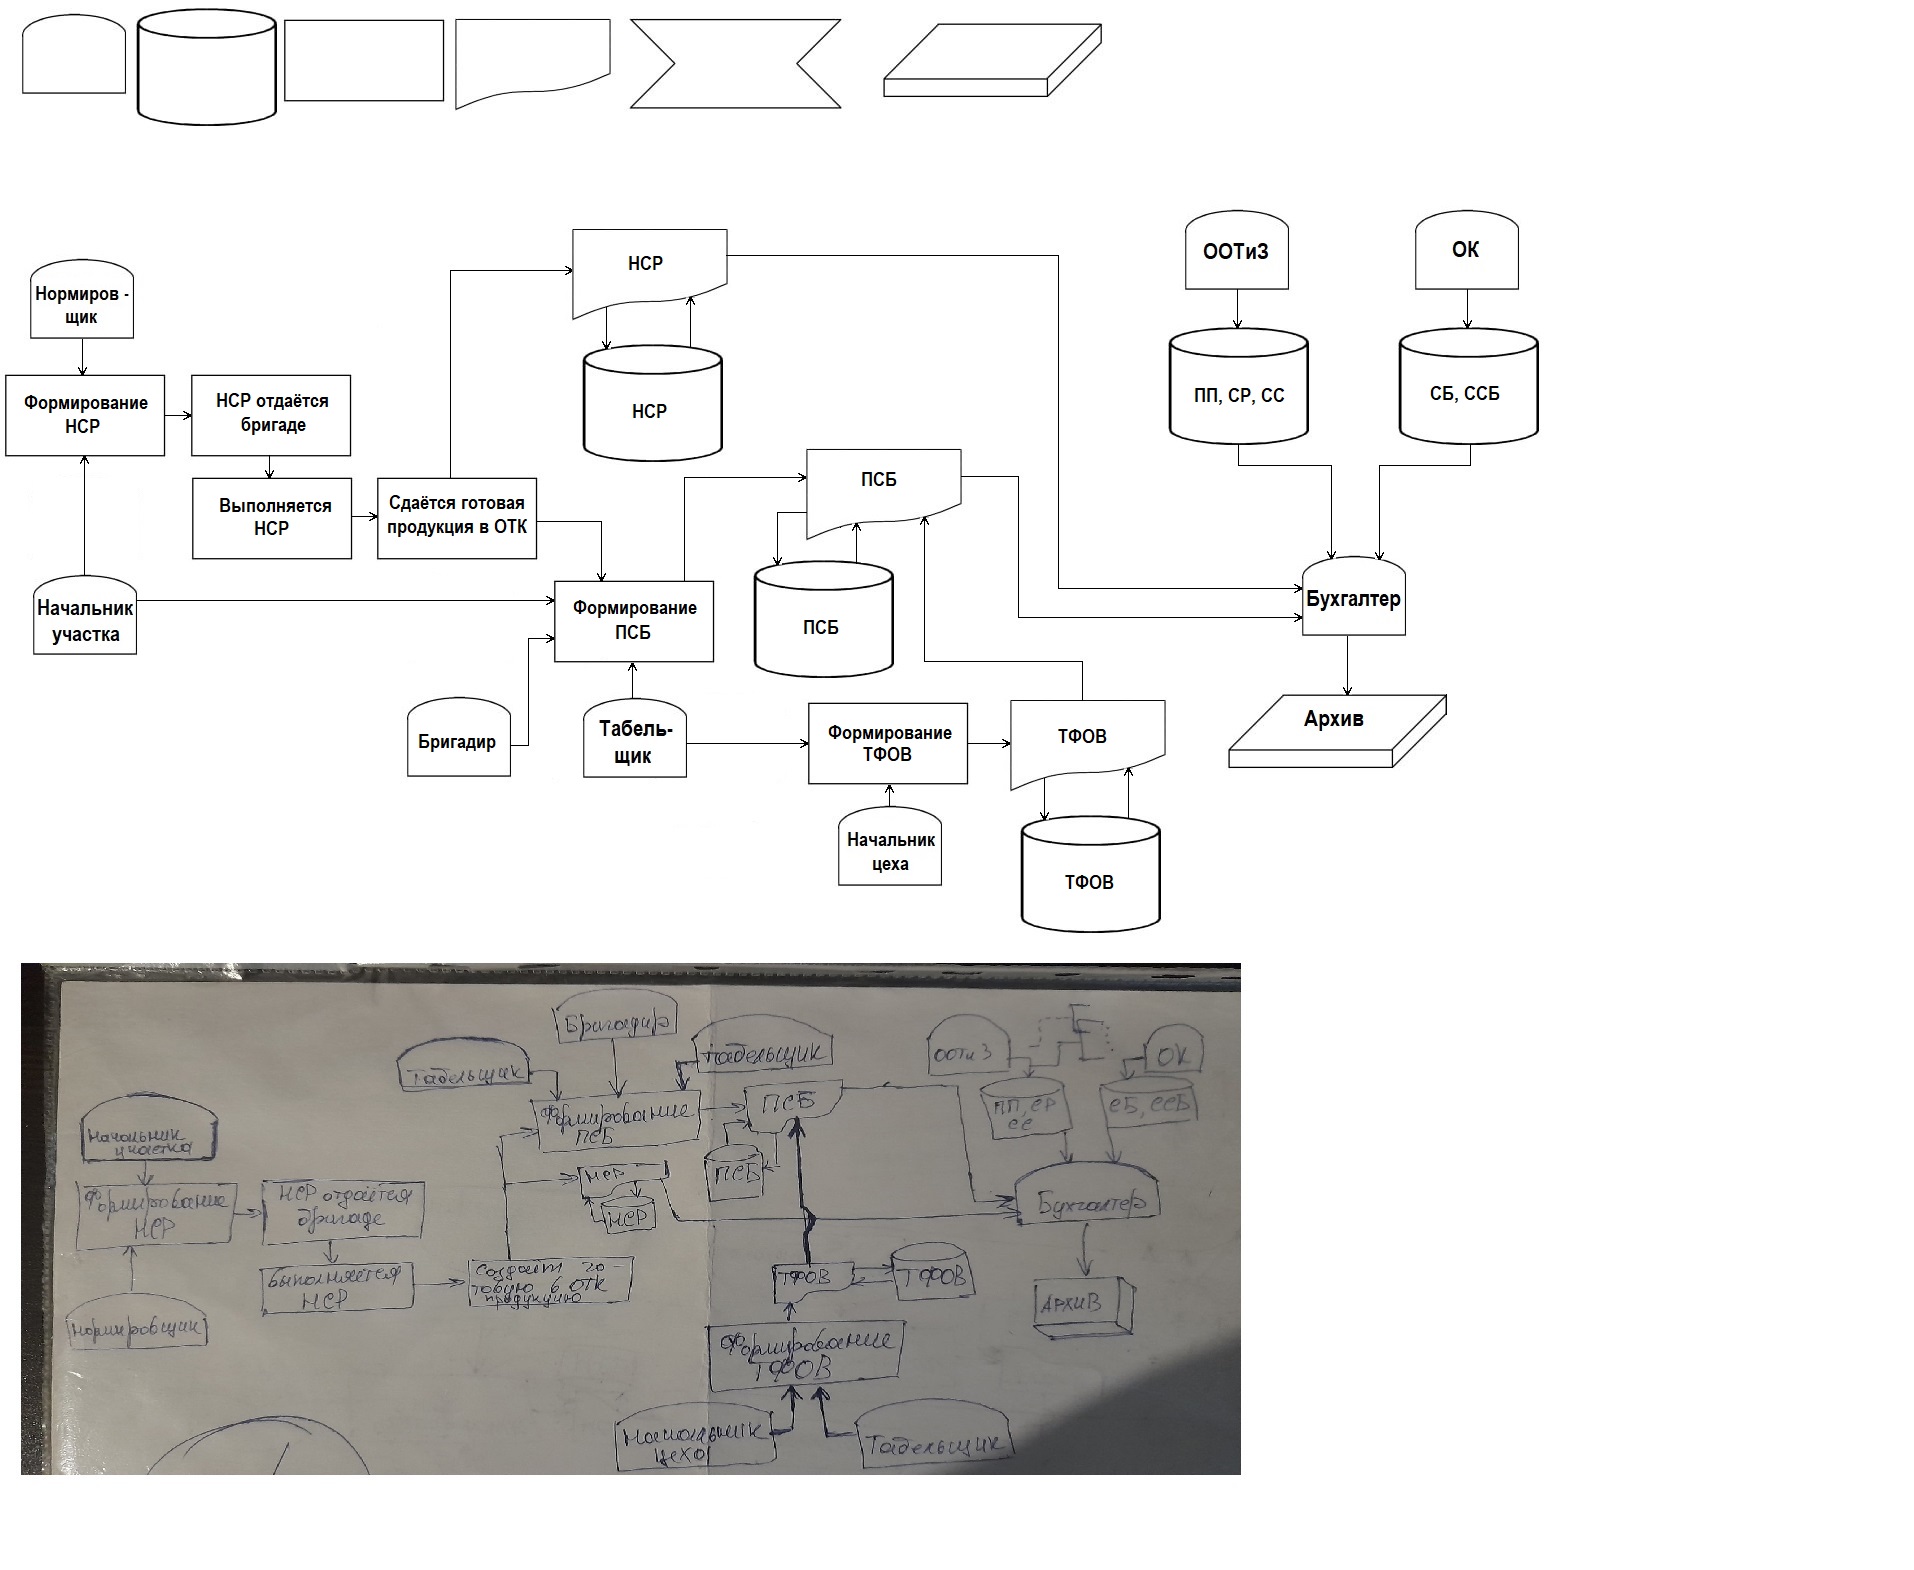 НСР
ООТиЗ
ОК
Нормиров -
щик
Формирование
НСР
НСР отдаётся
бригаде
НСР
ПП, СР, СС
СБ, ССБ
Выполняется
НСР
Сдаётся готовая
продукция в ОТК
ПСБ
Начальник
участка
Формирование
ПСБ
ПСБ
Бухгалтер
Бригадир
Табель-
щик
Формирование
ТФОВ
ТФОВ
Архив
Начальник
цеха
ТФОВ
Бригадир
Табельщик
Табельщик
ООТиЗ
ОК
Начальник
участка
Формирование
ПСБ
ПСБ
ПП, СР
СС
СБ, ССБ
Формирование
НСР
НСР отдаётся
бригаде
НСР
НСР
ПСБ
Бухгалтер
Выполняется
НСР
Создаёт го-
товую в ОТК
продукцию
ТФОВ
ТФОВ
Архив
Нормировщик
Формирование
ТФОВ
Начальник
цеха
Табельщик